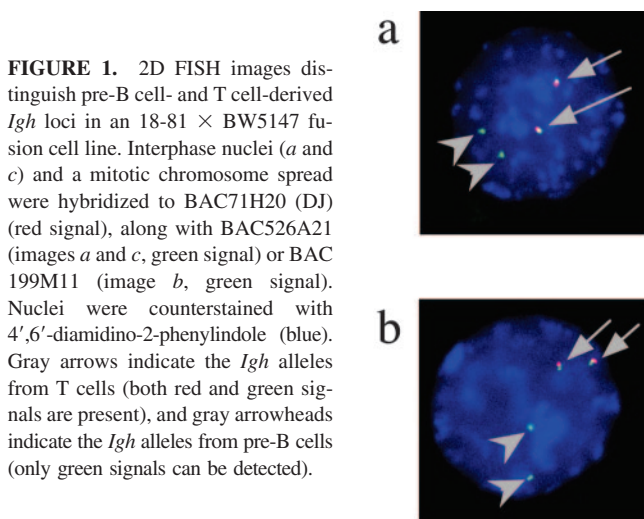 FIGURE 1. 2D FISH images dis-
tinguish pre-B cell- and T cell-derived
Igh loci in an 18-81 × BW5147 fu-
sion cell line. Interphase nuclei (a and
c) and a mitotic chromosome spread
were hybridized to BAC71H20 (DJ)
(red signal), along with BAC526A21
(images a and c, green signal) or BAC
199M11 (image b, green signal).
Nuclei were counterstained with
4′,6′-diamidino-2-phenylindole (blue).
Gray arrows indicate the Igh alleles
from T cells (both red and green sig-
nals are present), and gray arrowheads
indicate the Igh alleles from pre-B cells
(only green signals can be detected).
a
b